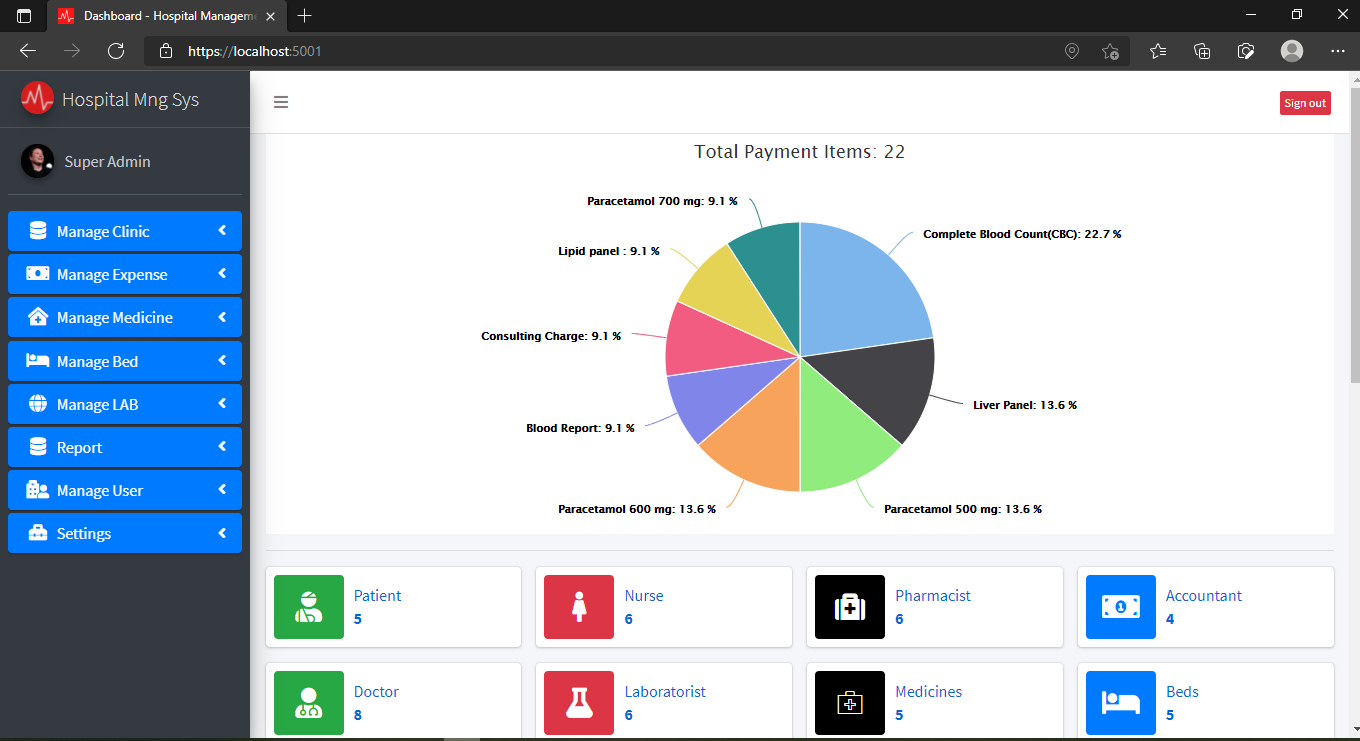 Dashboard - Hospital Managem
https://localhost:5001
Hospital Mng Sys
Sign out
Super Admin
Manage Clinic
Manage Expense
Manage Medicine
Manage Bed
Manage LAB
Report
Manage User
Settings
Total Payment Items: 22
Paracetamol 700 mg: 9.1 %
Complete Blood Count(CBC): 22.7 %
Lipid panel : 9.1 %
Consulting Charge: 9.1 %
Liver Panel: 13.6 %
Blood Report: 9.1 %
Paracetamol 600 mg: 13.6 %
Paracetamol 500 mg: 13.6 %
Patient
5
Nurse
6
Pharmacist
6
1
Accountant
4
Doctor
8
Laboratorist
6
Medicines
5
Beds
5